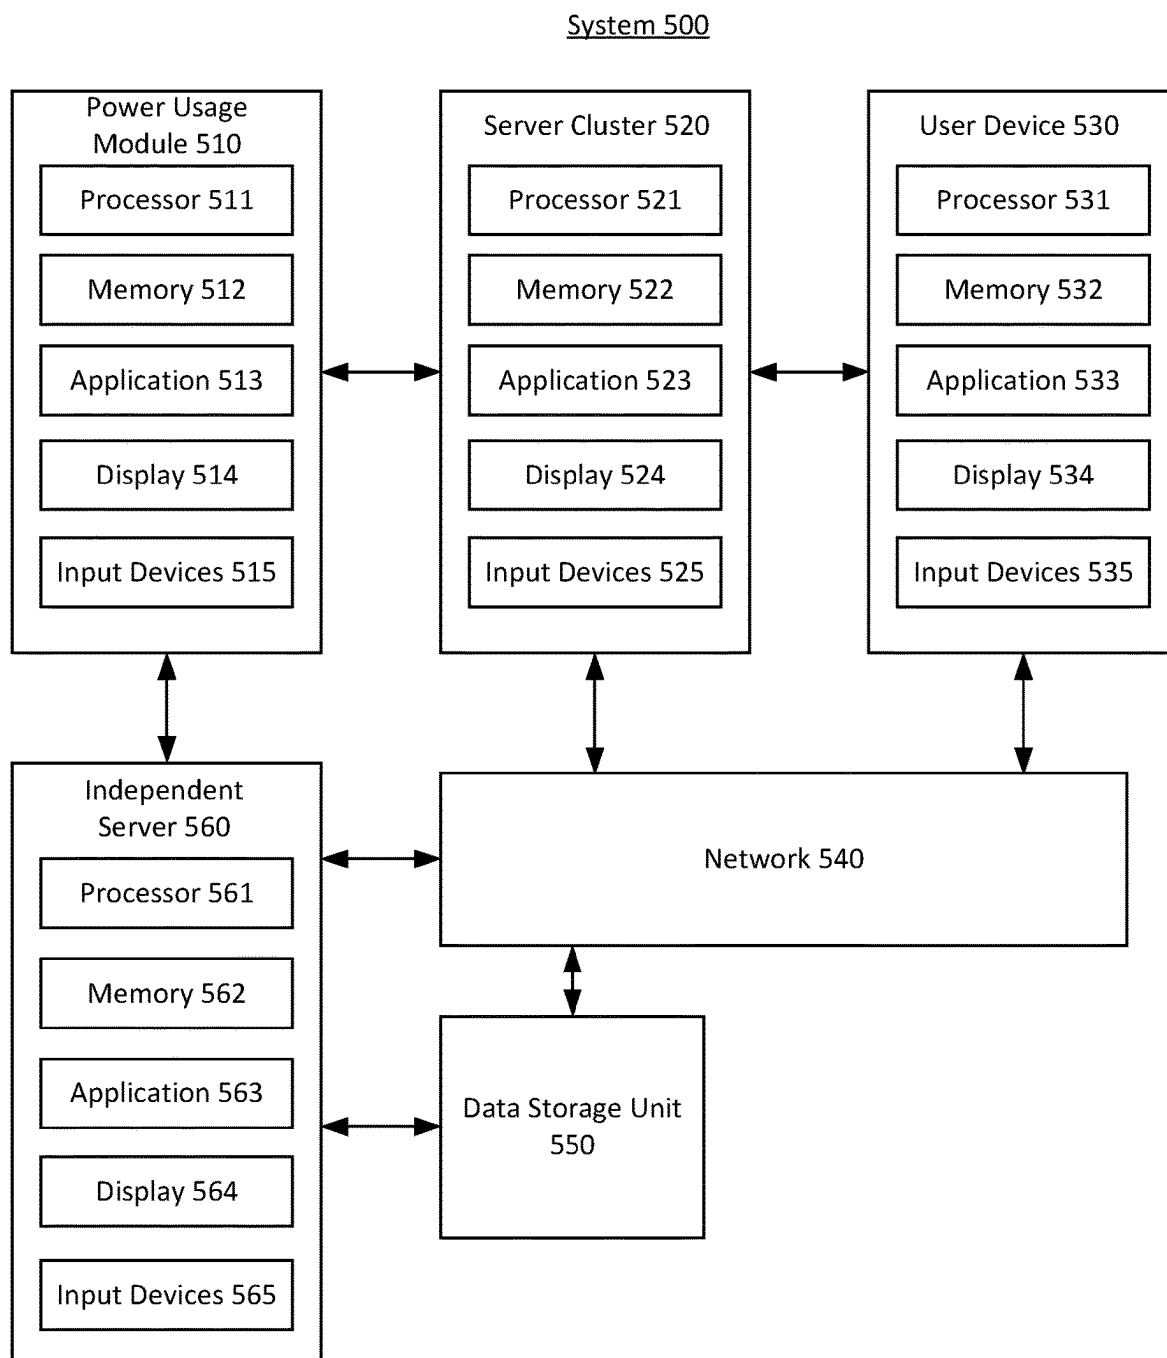 System 500
Power Usage
Module 510
Processor 511
Memory 512
Application 513
Display 514
Input Devices 515
Server Cluster 520
Processor 521
Memory 522
Application 523
Display 524
Input Devices 525
User Device 530
Processor 531
Memory 532
Application 533
Display 534
Input Devices 535
Independent
Server 560
Processor 561
Memory 562
Application 563
Display 564
Input Devices 565
Network 540
Data Storage Unit
550